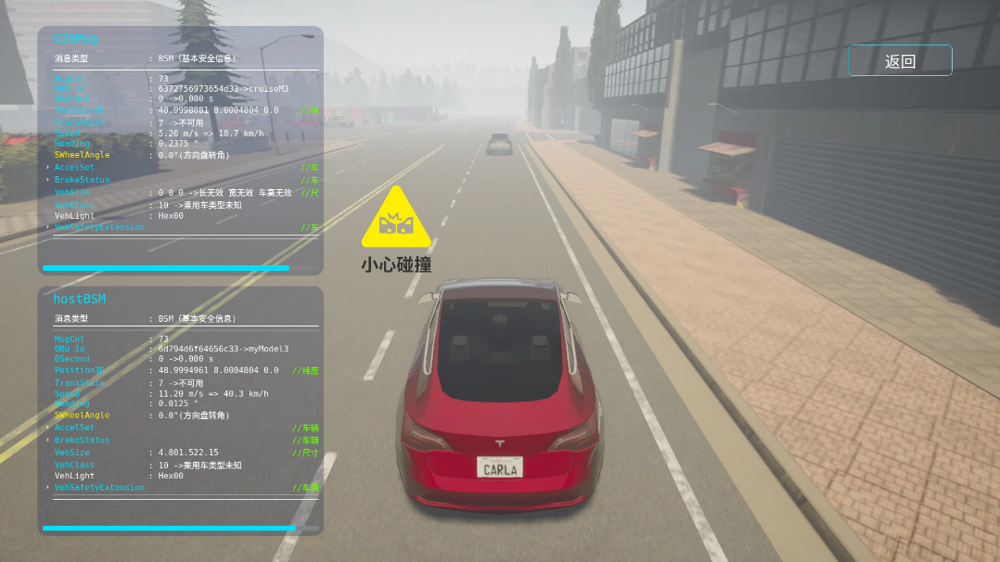 V2XMsg
消息类型 : BSM (基本安全信息)
MsgCnt : 73
OBU Id : 6372756973654d33->cruiseM3
DSecond : 0 ->0,000 s
Position3D : 48.9998081 8.0004804 0.0 //纬
TransState : 7 ->不可用
Speed : 5.20 m/s => 18.7 km/h
Heading : 0.2375 °
SWheelAngle : 0.0°(方向盘转角)
AccelSet //车
BrakeStatus //车
VehSize : 0 0 0 ->长无效 宽无效 车高无效 //尺
VehClass : 10 ->乘用车类型未知
VehLight : Hex00
VehSafetyExtension //车
hostBSM
消息类型 : BSM (基本安全信息)
MsgCnt : 73
OBU Id : 6d794d6f64656c33->myModel3
DSecond : 0 ->0,000 s
Position3D : 48.9994961 8.0004804 0.0 //纬度
TransState : 7 ->不可用
Speed : 11.20 m/s => 40.3 km/h
Heading : 0.0125 °
SWheelAngle : 0.0°(方向盘转角)
AccelSet //车辆
BrakeStatus //车辆
VehSize : 4.801.522.15 //尺寸
VehClass : 10 ->乘用车类型未知
VehLight : Hex00
VehSafetyExtension //车辆
返回
小心碰撞
CARLA